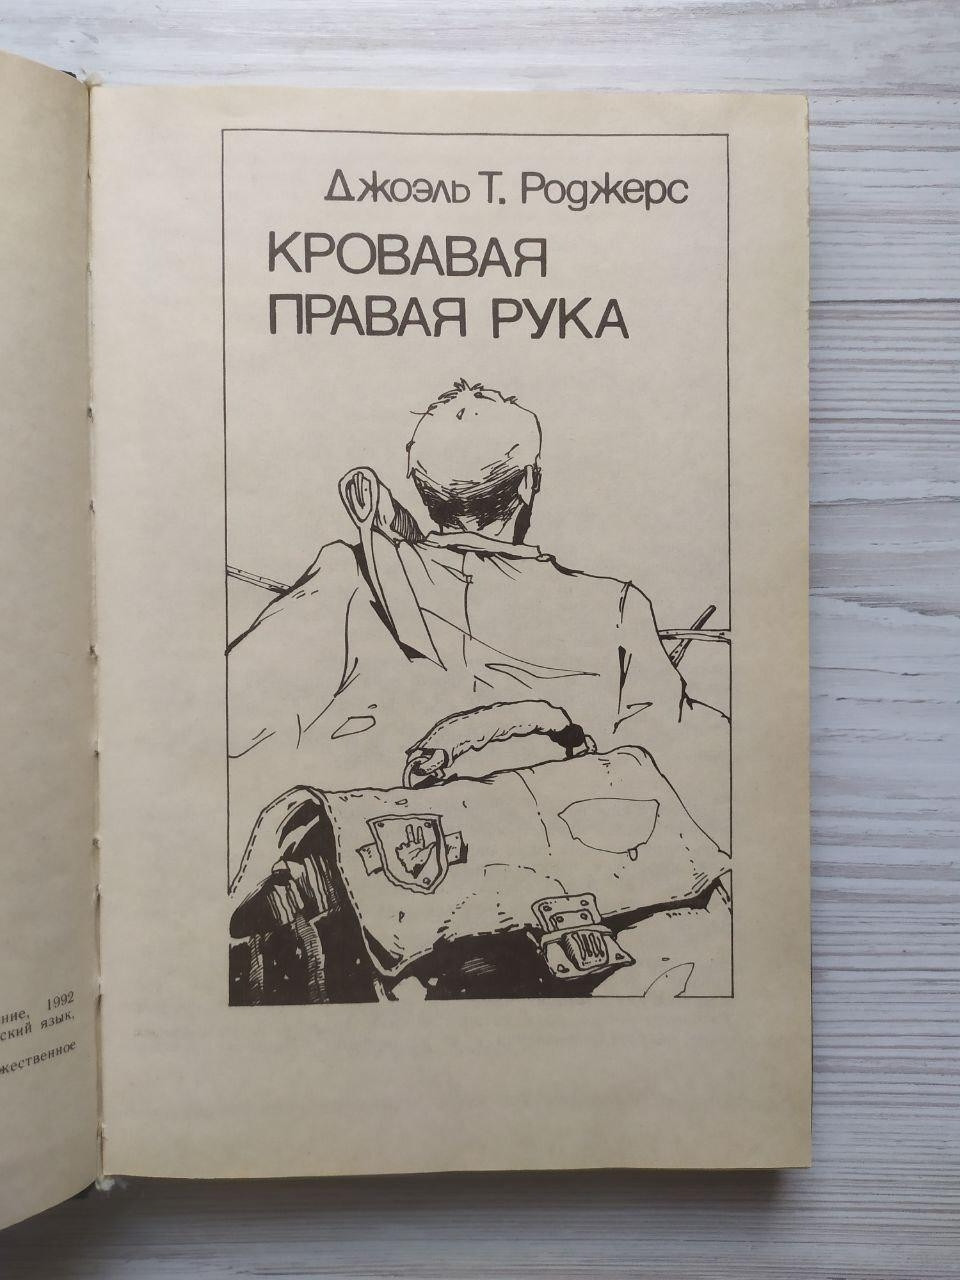 Джоэль Т. Роджерс
КРОВАВАЯ
ПРАВАЯ РУКА
ние, 1992
ский язык,
жественное